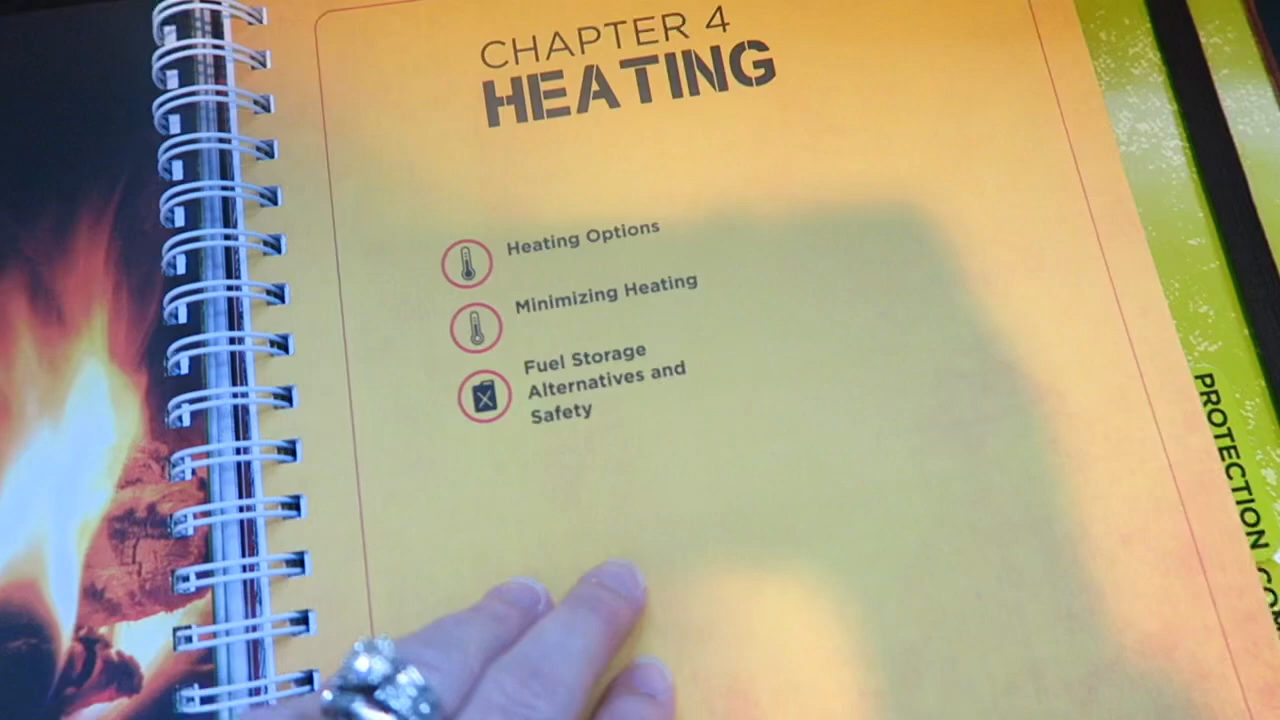 CHAPTER 4
HEATING
Heating Options
Minimizing Heating
Fuel Storage
Alternatives and
Safety
PROTECTION